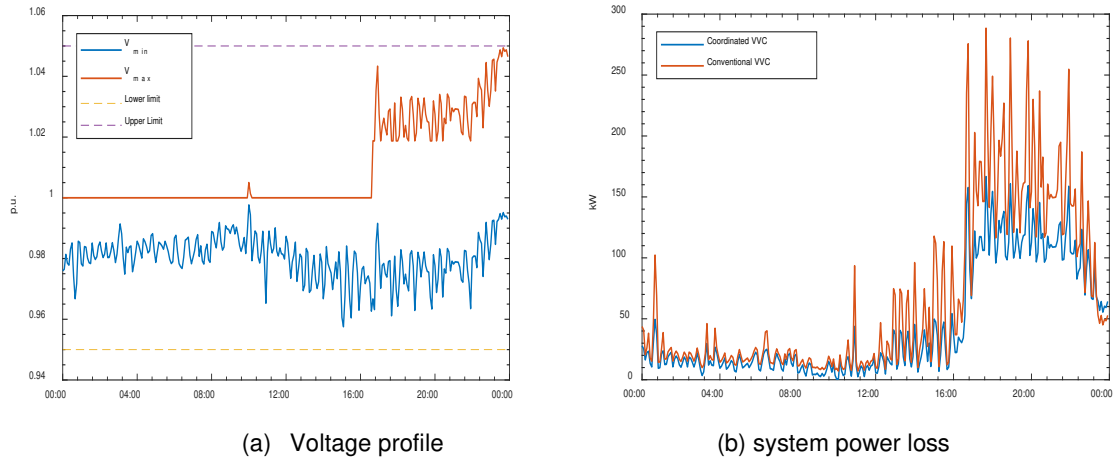 1.06
V
m in
V
m ax
Lower limit
Upper Limit
1.04
1.02
1
0.98
0.96
0.94
p.u.
00:00 04:00 08:00 12:00 16:00 20:00 00:00
(a) Voltage profile
300
Coordinated VVC
Conventional VVC
250
200
150
100
50
0
kW
00:00 04:00 08:00 12:00 16:00 20:00 00:00
(b) system power loss